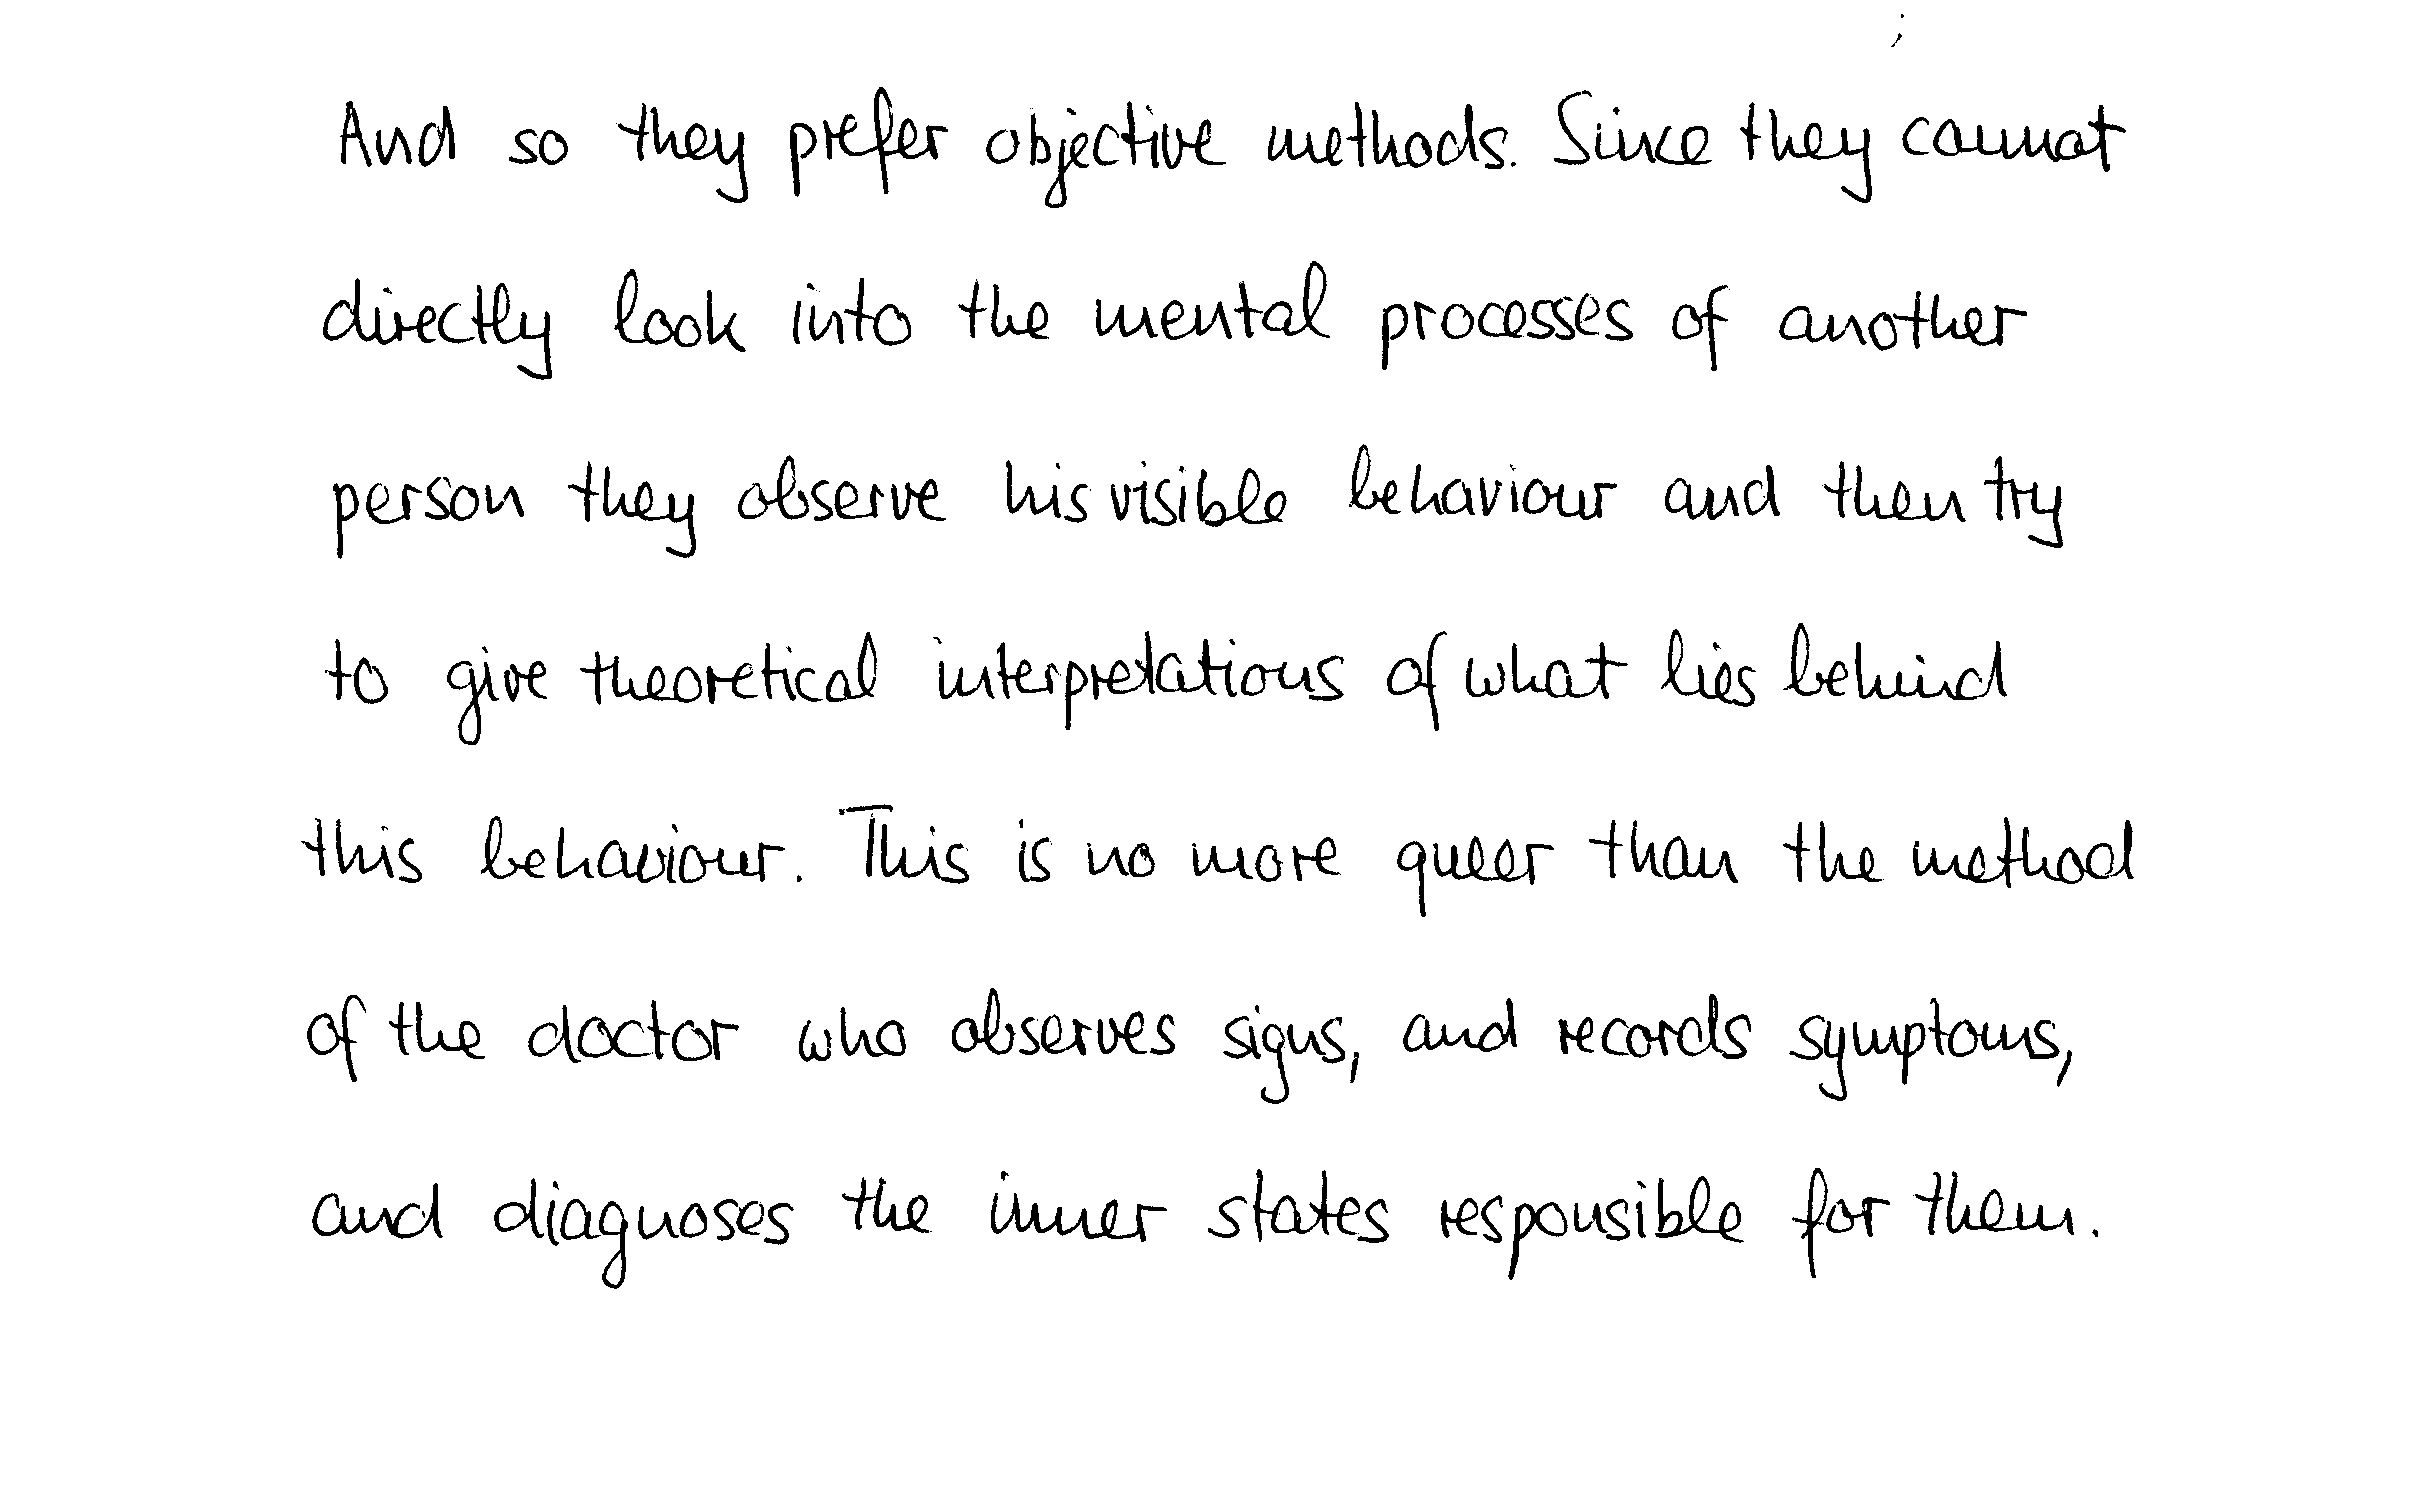 And so they prefer objective methods. Since they cannot
directly look into the mental processes of another
person they observe his visible behaviour and then try
to give theoretical interpretations of what lies behind
this behaviour. This is no more queer than the method
of the doctor who observes signs, and records symptoms,
and diagnoses the inner states responsible for them.